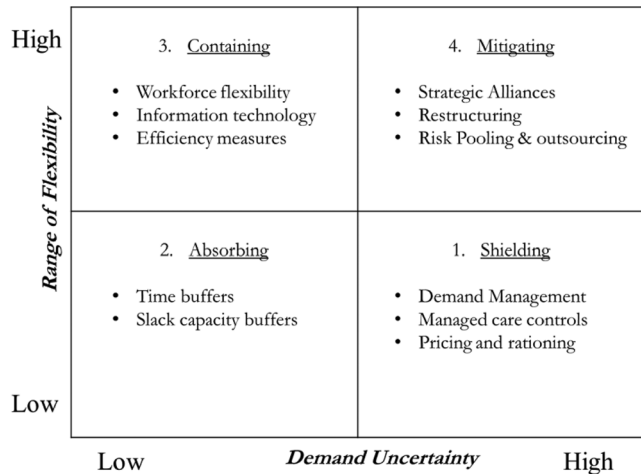 High
3. Containing
• Workforce flexibility
• Information technology
• Efficiency measures
4. Mitigating
• Strategic Alliances
• Restructuring
• Risk Pooling & outsourcing
Range of Flexibility
2. Absorbing
• Time buffers
• Slack capacity buffers
1. Shielding
• Demand Management
• Managed care controls
• Pricing and rationing
Low
Low
Demand Uncertainty
High